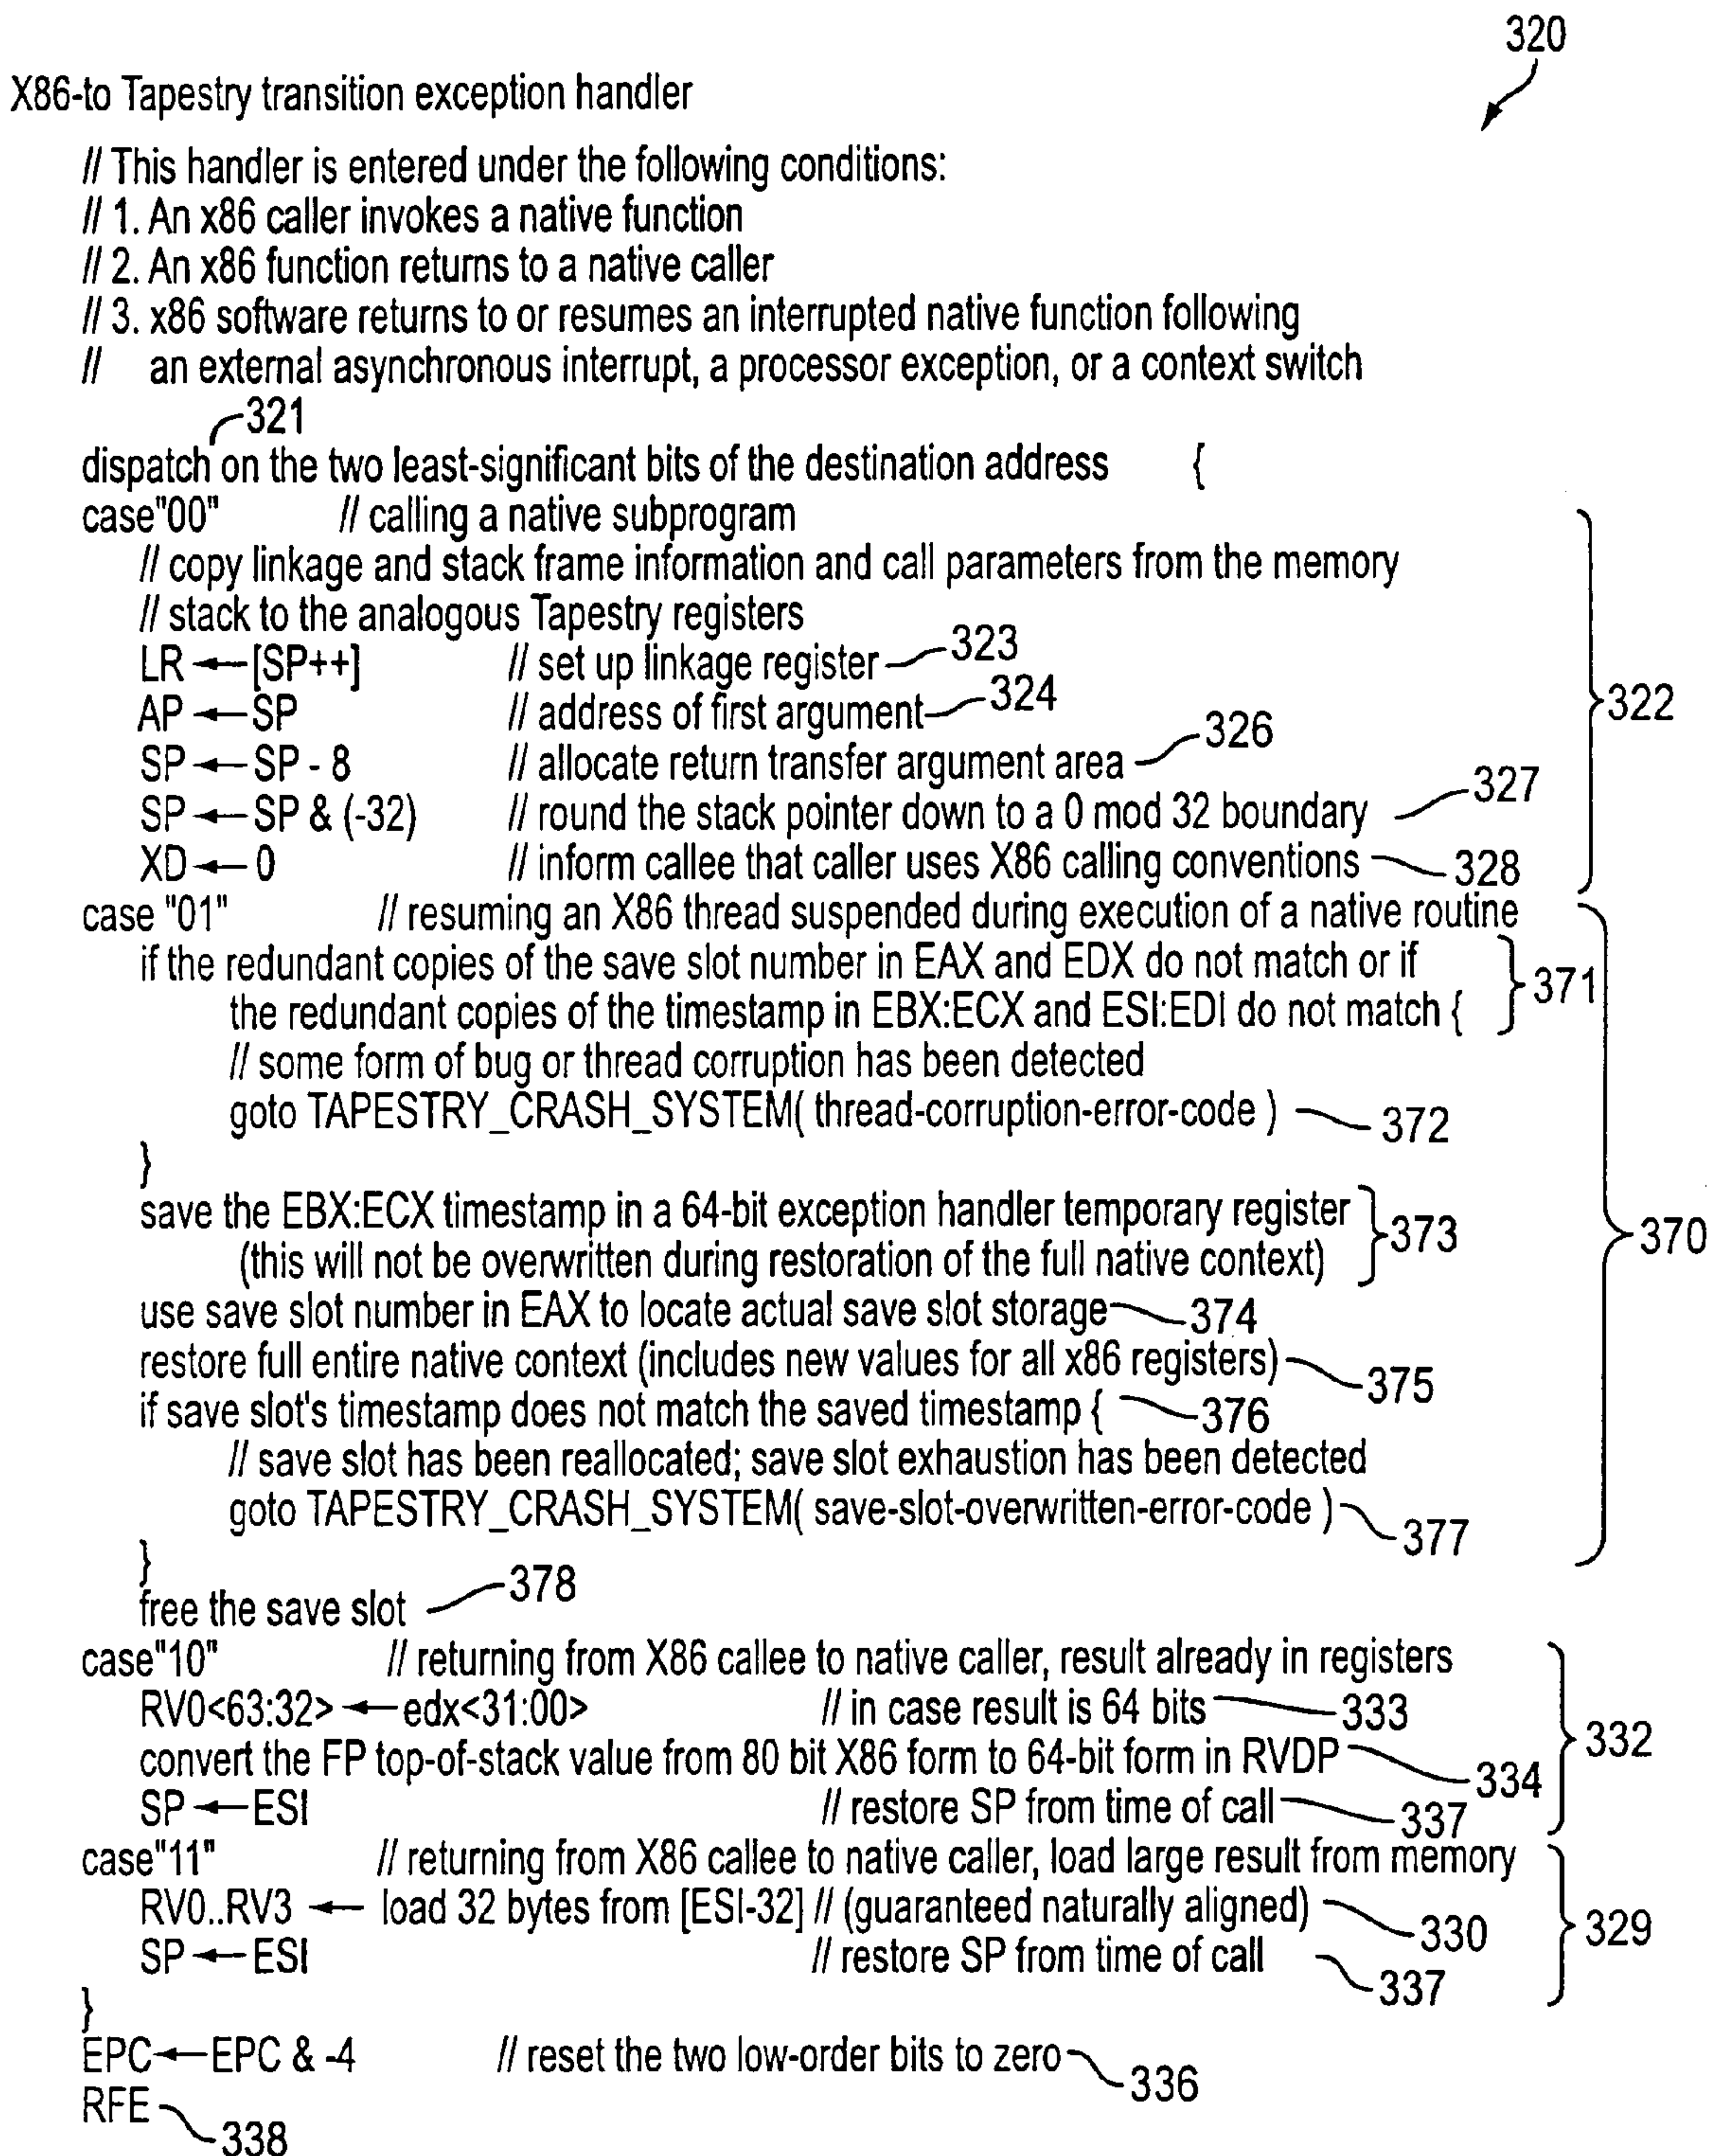 320
X86-to Tapestry transition exception handler
// This handler is entered under the following conditions:
// 1. An x86 caller invokes a native function
// 2. An x86 function returns to a native caller
// 3. x86 software returns to or resumes an interrupted native function following
// an external asynchronous interrupt, a processor exception, or a context switch
321
dispatch on the two least-significant bits of the destination address {
case"00" // calling a native subprogram
// copy linkage and stack frame information and call parameters from the memory
// stack to the analogous Tapestry registers
LR ← [SP++] // set up linkage register 323
AP ← SP // address of first argument 324
322
SP ← SP - 8 // allocate return transfer argument area 326
SP ← SP & (-32) // round the stack pointer down to a 0 mod 32 boundary 327
XD ← 0 // inform callee that caller uses X86 calling conventions 328
case "01" // resuming an X86 thread suspended during execution of a native routine
if the redundant copies of the save slot number in EAX and EDX do not match or if
371
the redundant copies of the timestamp in EBX:ECX and ESI:EDI do not match {
// some form of bug or thread corruption has been detected
goto TAPESTRY_CRASH_SYSTEM( thread-corruption-error-code ) 372
}
save the EBX:ECX timestamp in a 64-bit exception handler temporary register
373
370
(this will not be overwritten during restoration of the full native context)
use save slot number in EAX to locate actual save slot storage 374
restore full entire native context (includes new values for all x86 registers) 375
if save slot's timestamp does not match the saved timestamp { 376
// save slot has been reallocated; save slot exhaustion has been detected
goto TAPESTRY_CRASH_SYSTEM( save-slot-overwritten-error-code ) 377
}
free the save slot 378
case"10" // returning from X86 callee to native caller, result already in registers
RV0<63:32> ← edx<31:00> // in case result is 64 bits 333
332
convert the FP top-of-stack value from 80 bit X86 form to 64-bit form in RVDP 334
SP ← ESI // restore SP from time of call 337
case"11" // returning from X86 callee to native caller, load large result from memory
RV0..RV3 ← load 32 bytes from [ESI-32] // (guaranteed naturally aligned) 330
329
SP ← ESI // restore SP from time of call 337
}
EPC ← EPC & -4 // reset the two low-order bits to zero 336
RFE 338